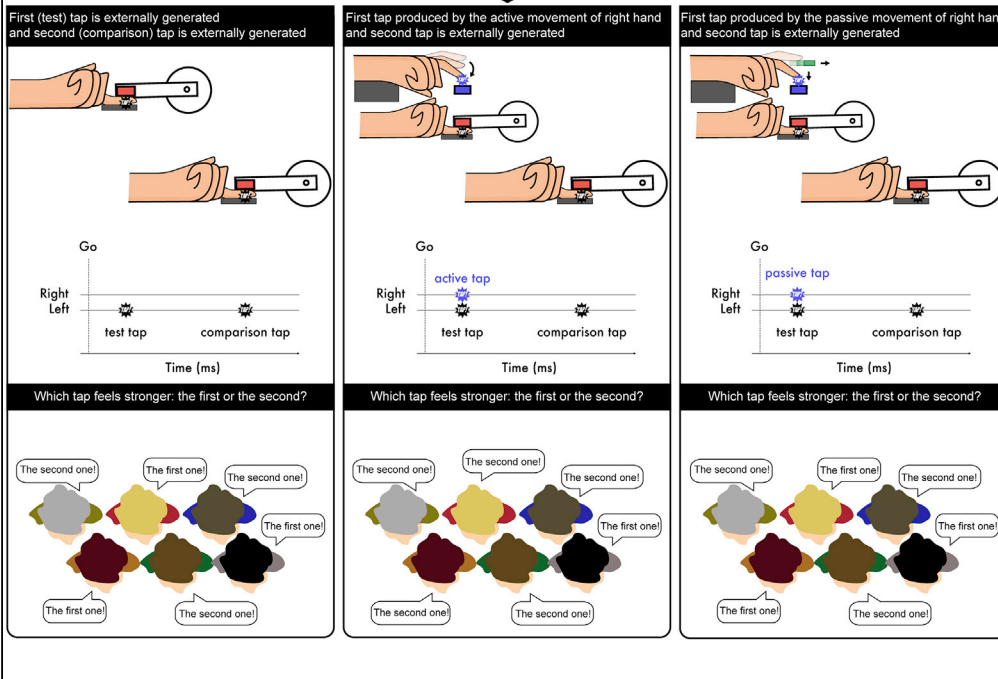 First (test) tap is externally generated
and second (comparison) tap is externally generated
Go
Right
Left
test tap
comparison tap
Time (ms)
Which tap feels stronger: the first or the second?
The second one!
The first one!
The second one!
The first one!
The first one!
The second one!
First tap produced by the active movement of right hand
and second tap is externally generated
Go
active tap
Right
Left
test tap
comparison tap
Time (ms)
Which tap feels stronger: the first or the second?
The second one!
The second one!
The second one!
The first one!
The second one!
The second one!
First tap produced by the passive movement of right
and second tap is externally generated
Go
passive tap
Right
Left
test tap
comparison tap
Time (ms)
Which tap feels stronger: the first or the second?
The second one!
The first one!
The second one!
The first one!
The first one!
The second one!